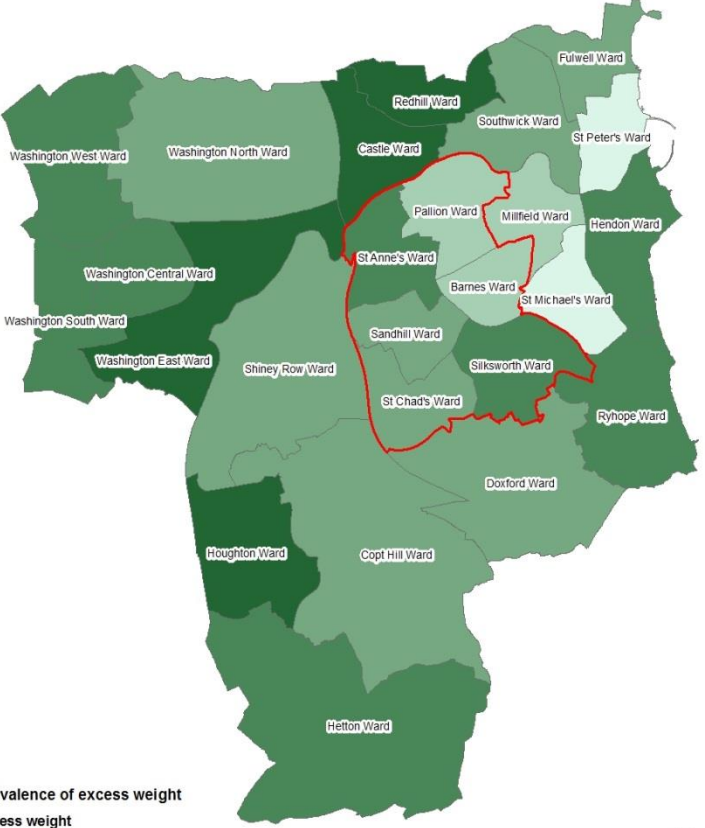 Fulwell Ward
Redhill Ward
Southwick Ward
St Peter's Ward
Castle Ward
Washington North Ward
Washington West Ward
Pallion Ward
Millfield Ward
Hendon Ward
St Anne's Ward
Washington Central Ward
Barnes Ward
St Michael's Ward
Washington South Ward
Sandhill Ward
Washington East Ward
Shiney Row Ward
Silksworth Ward
St Chad's Ward
Ryhope Ward
Doxford Ward
Houghton Ward
Copt Hill Ward
Hetton Ward
valence of excess weight
ess weight